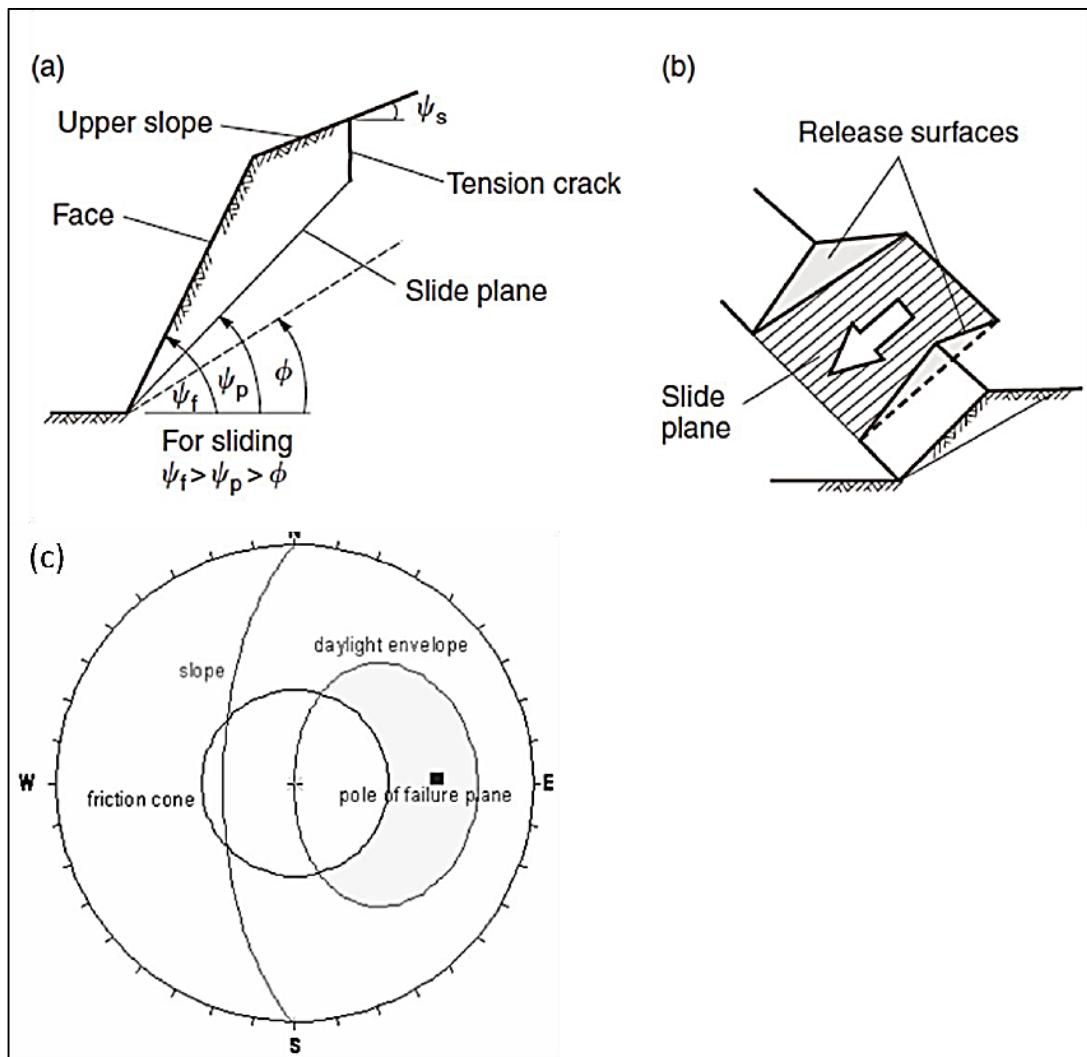 (a)
Upper slope
ψs
Tension crack
Face
Slide plane
ψf
ψp
ϕ
For sliding
ψf > ψp > ϕ
(b)
Release surfaces
Slide
plane
(c)
N
daylight envelope
slope
W
friction cone
pole of failure plane
E
S